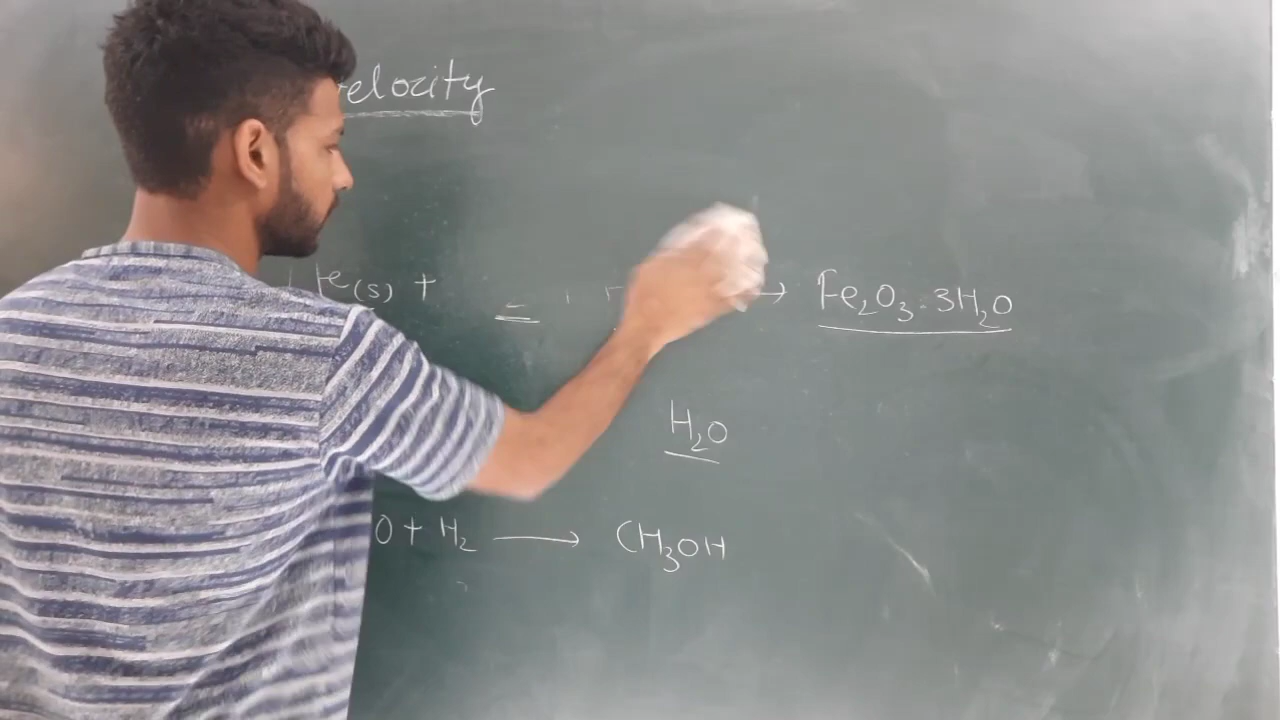 velocity
Fe(s) + → Fe₂O₃.3H₂O
H₂O
O + H₂ → CH₃OH